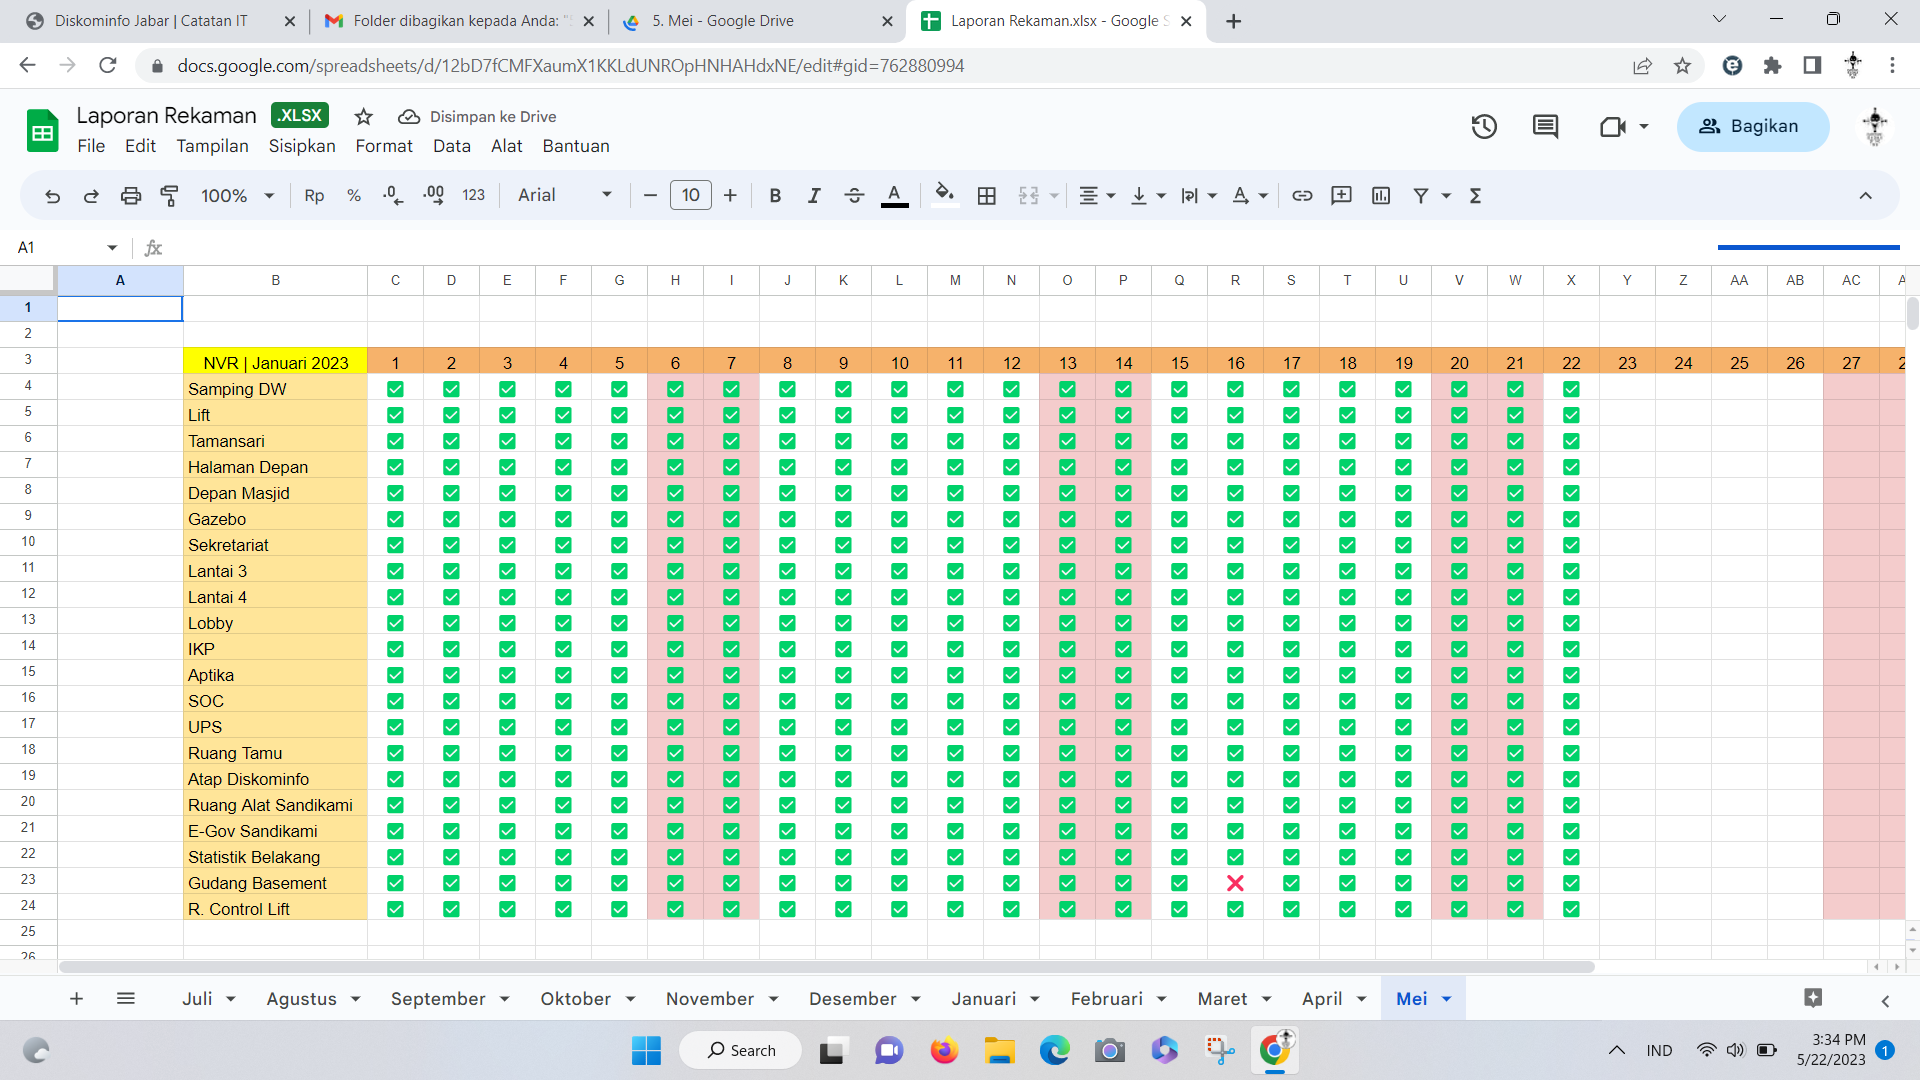 Diskominfo Jabar | Catatan IT
Folder dibagikan kepada Anda: "S
5. Mei - Google Drive
Laporan Rekaman.xlsx - Google S
docs.google.com/spreadsheets/d/12bD7fCMFXaumX1KKLdUNROpHNHAHdxNE/edit#gid=762880994
Laporan Rekaman .XLSX Disimpan ke Drive
File Edit Tampilan Sisipkan Format Data Alat Bantuan
Bagikan
100% Rp % .0 .00 123 Arial 10 B I S A
A1 fx
A B C D E F G H I J K L M N O P Q R S T U V W X Y Z AA AB AC A
1
2
3 NVR | Januari 2023 1 2 3 4 5 6 7 8 9 10 11 12 13 14 15 16 17 18 19 20 21 22 23 24 25 26 27 2
4 Samping DW
5 Lift
6 Tamansari
7 Halaman Depan
8 Depan Masjid
9 Gazebo
10 Sekretariat
11 Lantai 3
12 Lantai 4
13 Lobby
14 IKP
15 Aptika
16 SOC
17 UPS
18 Ruang Tamu
19 Atap Diskominfo
20 Ruang Alat Sandikami
21 E-Gov Sandikami
22 Statistik Belakang
23 Gudang Basement
24 R. Control Lift
25
26
Juli Agustus September Oktober November Desember Januari Februari Maret April Mei
Search
IND
3:34 PM
5/22/2023
1